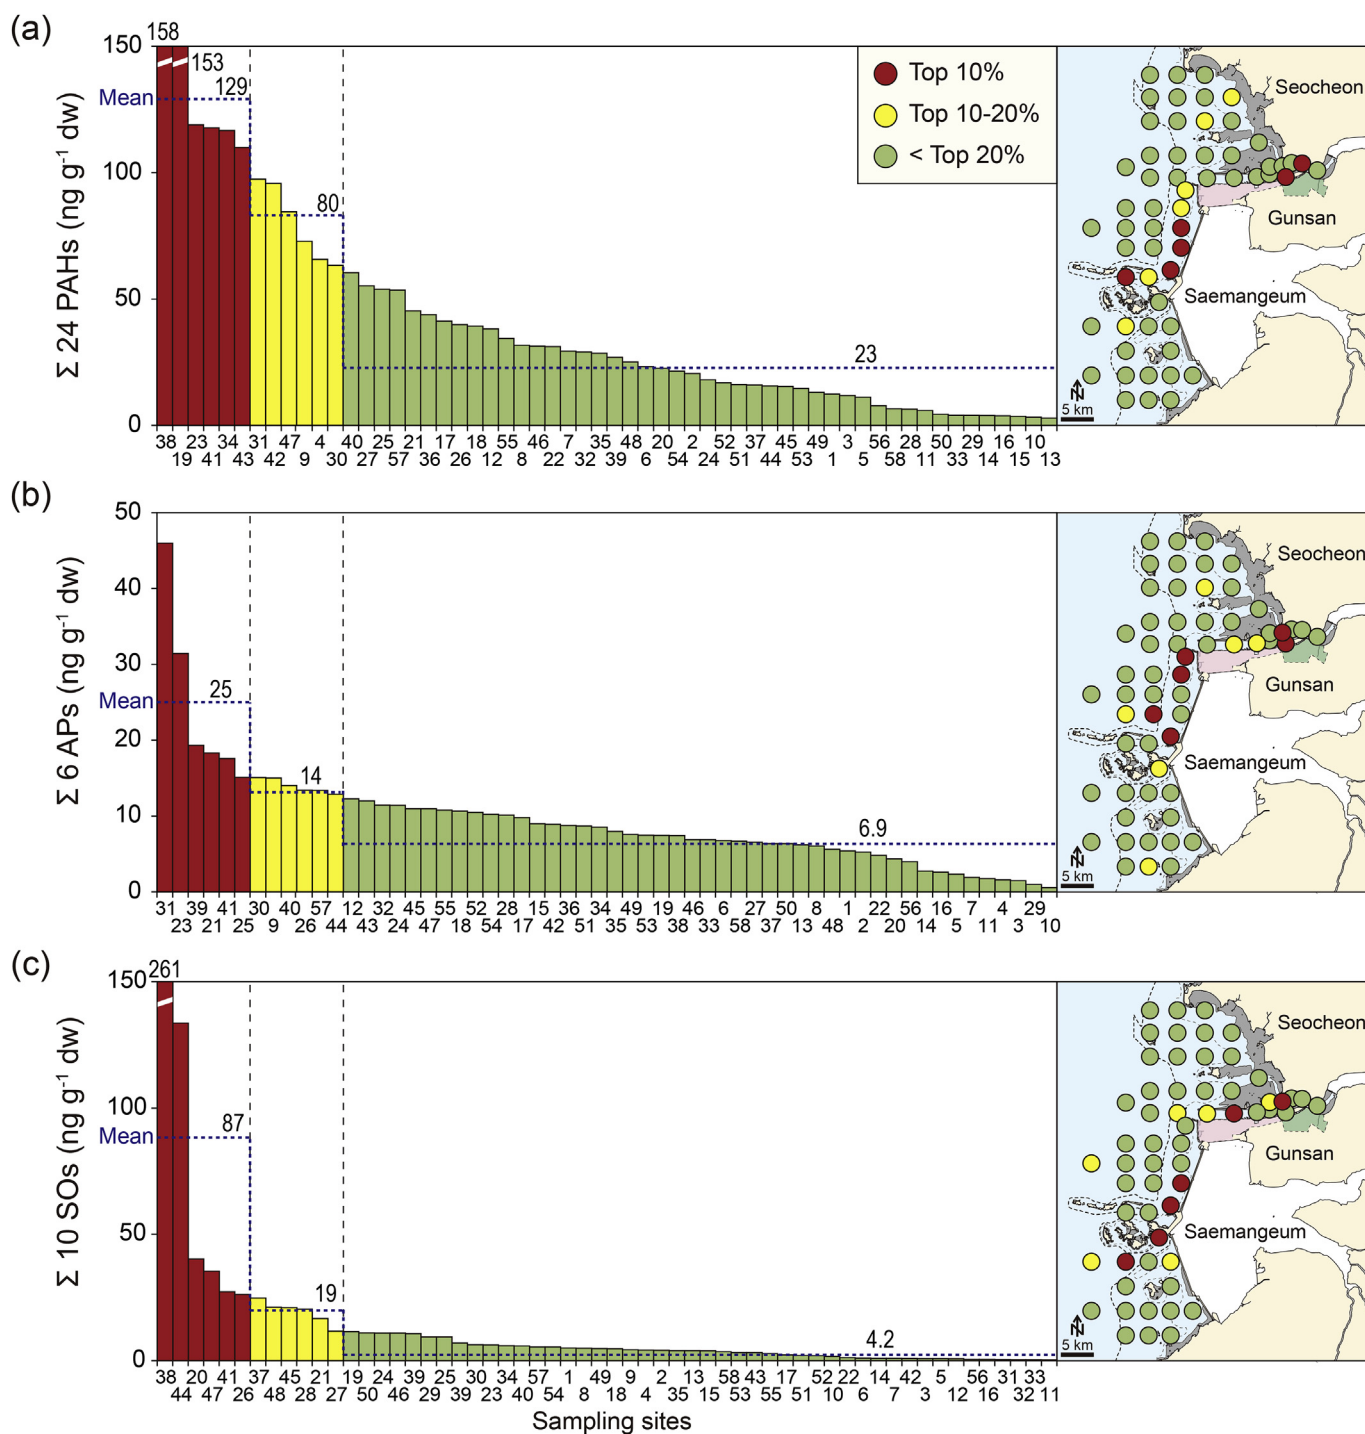 (a)
Σ 24 PAHs (ng g⁻¹ dw)
158
153
129
80
23
Mean
150
100
50
0
Top 10%
Top 10-20%
< Top 20%
38 23 34 31 47 4 40 25 21 17 18 55 46 7 35 48 20 2 52 37 45 49 3 56 28 50 29 16 10
19 41 43 42 9 30 27 57 36 26 12 8 22 32 39 6 54 24 51 44 53 1 5 58 11 33 14 15 13
Seocheon
Gunsan
Saemangeum
N
5 km
(b)
Σ 6 APs (ng g⁻¹ dw)
50
40
30
20
10
0
Mean
25
14
6.9
31 39 41 30 40 57 12 32 45 55 52 28 15 36 34 49 19 46 6 27 50 8 1 22 56 16 7 4 29
23 21 25 9 26 44 43 24 47 18 54 17 42 51 35 53 38 33 58 37 13 48 2 20 14 5 11 3 10
Seocheon
Gunsan
Saemangeum
N
5 km
(c)
Σ 10 SOs (ng g⁻¹ dw)
261
150
100
50
0
Mean
87
19
4.2
38 20 41 37 45 21 19 24 39 25 30 34 57 1 49 9 2 13 19 43 17 52 22 14 42 5 56 31 33
44 47 26 48 28 27 50 46 29 39 23 40 54 8 18 4 35 15 58 53 55 51 10 6 7 3 12 16 32 11
Sampling sites
Seocheon
Gunsan
Saemangeum
N
5 km